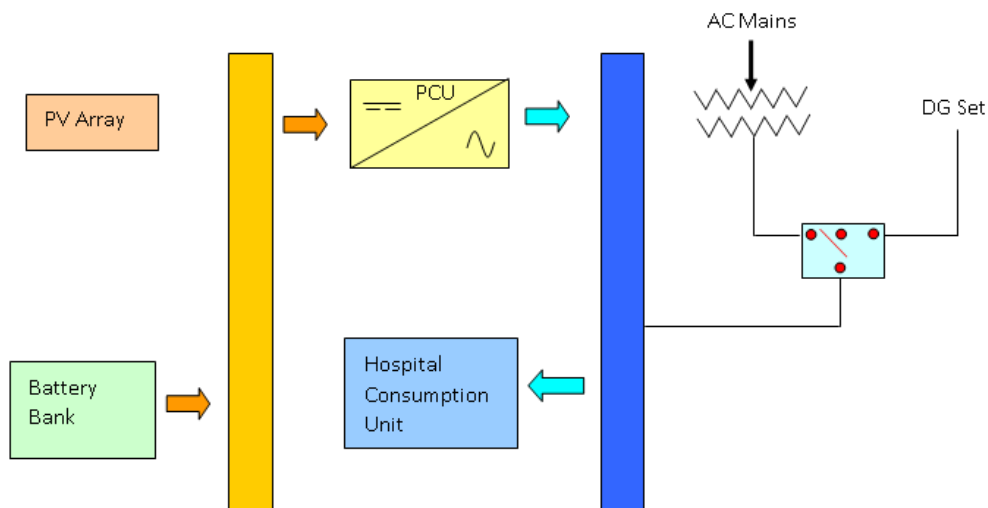 AC Mains
PCU
PV Array
DG Set
Hospital
Consumption
Unit
Battery
Bank